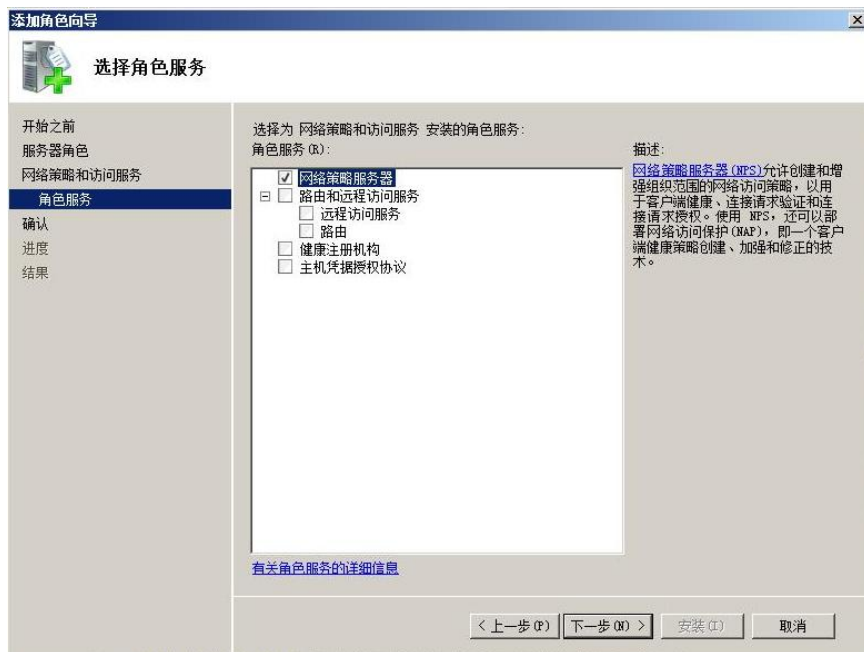 添加角色向导
选择角色服务
开始之前
服务器角色
网络策略和访问服务
角色服务
确认
进度
结果
选择为 网络策略和访问服务 安装的角色服务:
角色服务(R):
网络策略服务器
路由和远程访问服务
远程访问服务
路由
健康注册机构
主机凭据授权协议
有关角色服务的详细信息
描述:
网络策略服务器(NPS)允许创建和增
强组织范围的网络访问策略，以用
于客户端健康、连接请求验证和连
接请求授权。使用 NPS，还可以部
署网络访问保护(NAP)，即一个客户
端健康策略创建、加强和修正的技
术。
< 上一步(P)
下一步(N) >
安装(I)
取消